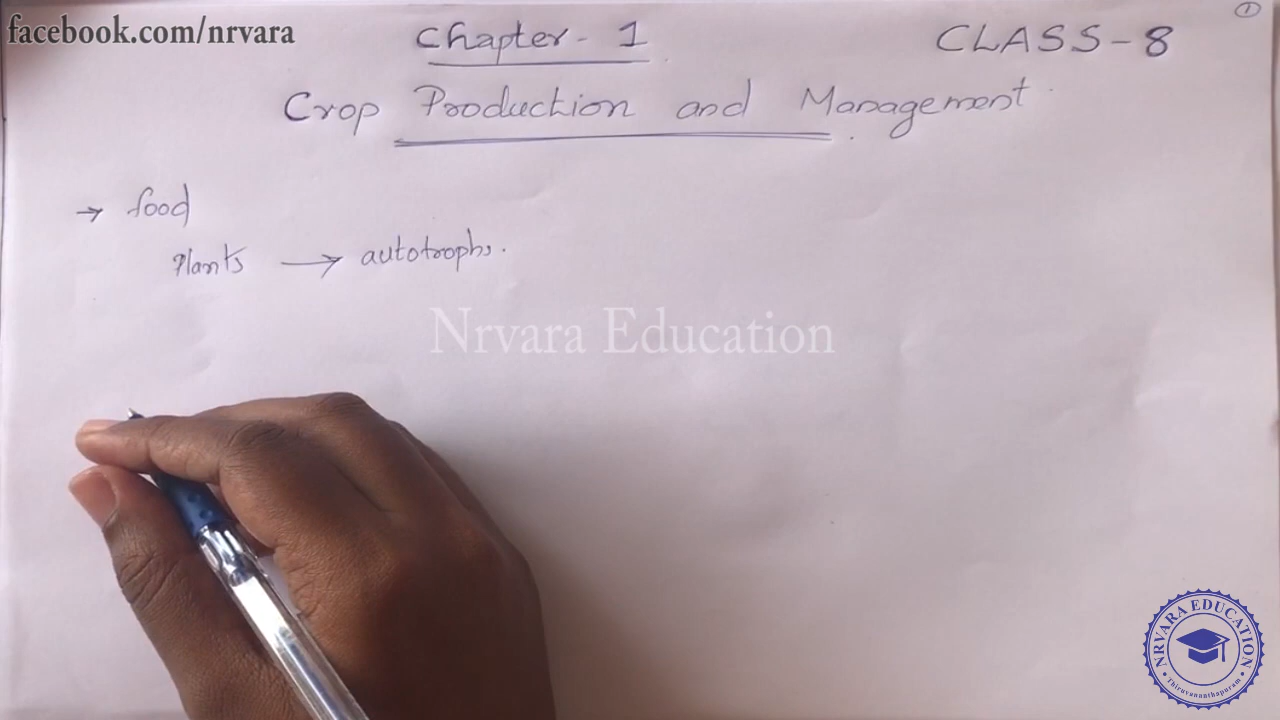 facebook.com/nrvara
Chapter - 1
CLASS - 8
1
Crop Production and Management
→ food
Plants → autotrophs.
Nrvara Education
NRVARA EDUCATION
Thiruvananthapuram